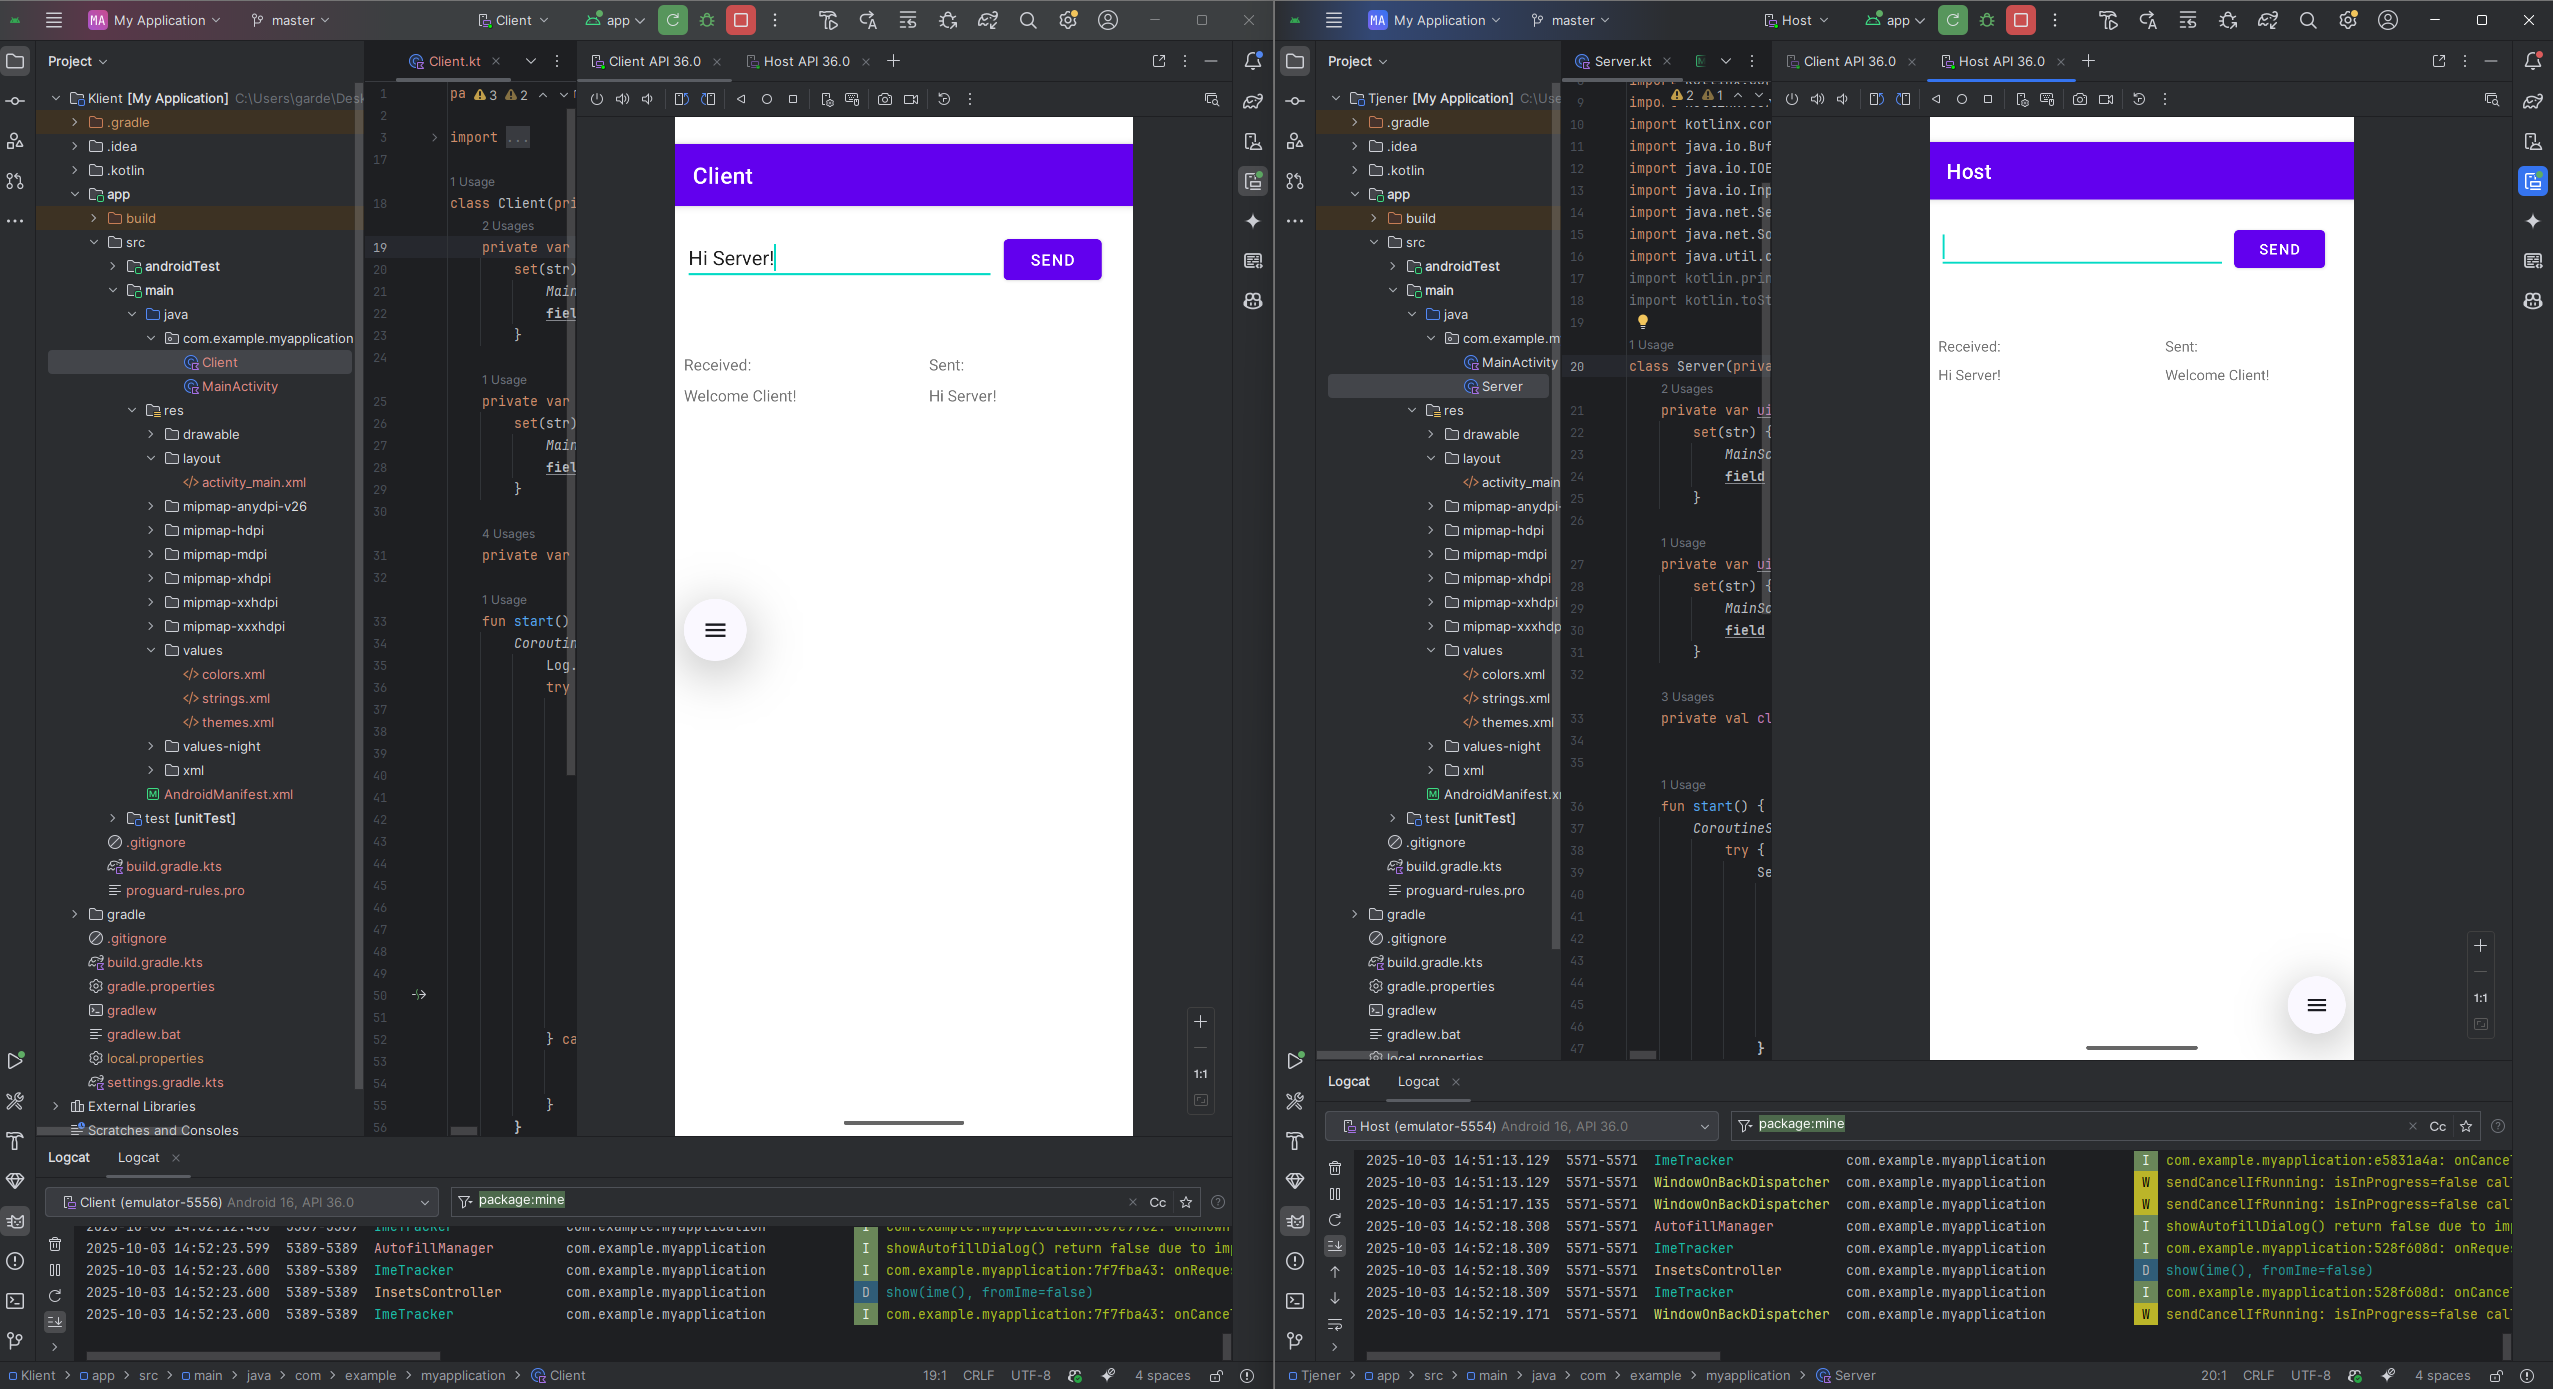 MA My Application master Client app
Project
Klient [My Application] C:\Users\garde\Desk
.gradle
.idea
.kotlin
app
build
src
androidTest
main
java
com.example.myapplication
Client
MainActivity
res
drawable
layout
activity_main.xml
mipmap-anydpi-v26
mipmap-hdpi
mipmap-mdpi
mipmap-xhdpi
mipmap-xxhdpi
mipmap-xxxhdpi
values
colors.xml
strings.xml
themes.xml
values-night
xml
AndroidManifest.xml
test [unitTest]
.gitignore
build.gradle.kts
proguard-rules.pro
gradle
.gitignore
build.gradle.kts
gradle.properties
gradlew
gradlew.bat
local.properties
settings.gradle.kts
External Libraries
Scratches and Consoles
Client.kt
1 pa 3 2
2
3 import ...
17
1 Usage
18 class Client(pri
2 Usages
19 private var
20 set(str)
21 Main
22 fiel
23 }
24
1 Usage
25 private var
26 set(str)
27 Main
28 fiel
29 }
30
4 Usages
31 private var
32
1 Usage
33 fun start()
34 Coroutin
35 Log.
36 try
37
38
39
40
41
42
43
44
45
46
47
48
49
50
51
52 } ca
53
54
55 }
56 }
Client API 36.0 Host API 36.0
Client
Hi Server! SEND
Received: Sent:
Welcome Client! Hi Server!
1:1
Logcat Logcat
Client (emulator-5556) Android 16, API 36.0 package:mine Cc
2025-10-03 14:52:23.599 5389-5389 AutofillManager com.example.myapplication I showAutofillDialog() return false due to im
2025-10-03 14:52:23.600 5389-5389 ImeTracker com.example.myapplication I com.example.myapplication:7f7fba43: onReque
2025-10-03 14:52:23.600 5389-5389 InsetsController com.example.myapplication D show(ime(), fromIme=false)
2025-10-03 14:52:23.600 5389-5389 ImeTracker com.example.myapplication I com.example.myapplication:7f7fba43: onCancel
Klient app src main java com example myapplication Client 19:1 CRLF UTF-8 4 spaces
MA My Application master Host app
Project
Tjener [My Application] C:\Use
.gradle
.idea
.kotlin
app
build
src
androidTest
main
java
com.example.m
MainActivity
Server
res
drawable
layout
activity_main
mipmap-anydpi-
mipmap-hdpi
mipmap-mdpi
mipmap-xhdpi
mipmap-xxhdpi
mipmap-xxxhdp
values
colors.xml
strings.xml
themes.xml
values-night
xml
AndroidManifest.x
test [unitTest]
.gitignore
build.gradle.kts
proguard-rules.pro
gradle
.gitignore
build.gradle.kts
gradle.properties
gradlew
gradlew.bat
local.properties
Server.kt
9 impo 2 1
10 import kotlinx.cor
11 import java.io.Buf
12 import java.io.IOE
13 import java.io.Inp
14 import java.net.Se
15 import java.net.So
16 import java.util.c
17 import kotlin.prin
18 import kotlin.toSt
19
1 Usage
20 class Server(priva
2 Usages
21 private var ui
22 set(str) {
23 MainSc
24 field
25 }
26
1 Usage
27 private var ui
28 set(str) {
29 MainSc
30 field
31 }
32
3 Usages
33 private val cl
34
35
1 Usage
36 fun start() {
37 CoroutineS
38 try {
39 Se
40
41
42
43
44
45
46
47 }
Client API 36.0 Host API 36.0
Host
SEND
Received: Sent:
Hi Server! Welcome Client!
1:1
Logcat Logcat
Host (emulator-5554) Android 16, API 36.0 package:mine Cc
2025-10-03 14:51:13.129 5571-5571 ImeTracker com.example.myapplication I com.example.myapplication:e5831a4a: onCancel
2025-10-03 14:51:13.129 5571-5571 WindowOnBackDispatcher com.example.myapplication W sendCancelIfRunning: isInProgress=false call
2025-10-03 14:51:17.135 5571-5571 WindowOnBackDispatcher com.example.myapplication W sendCancelIfRunning: isInProgress=false call
2025-10-03 14:52:18.308 5571-5571 AutofillManager com.example.myapplication I showAutofillDialog() return false due to im
2025-10-03 14:52:18.309 5571-5571 ImeTracker com.example.myapplication I com.example.myapplication:528f608d: onReque
2025-10-03 14:52:18.309 5571-5571 InsetsController com.example.myapplication D show(ime(), fromIme=false)
2025-10-03 14:52:18.309 5571-5571 ImeTracker com.example.myapplication I com.example.myapplication:528f608d: onCancel
2025-10-03 14:52:19.171 5571-5571 WindowOnBackDispatcher com.example.myapplication W sendCancelIfRunning: isInProgress=false call
Tjener app src main java com example myapplication Server 20:1 CRLF UTF-8 4 spaces